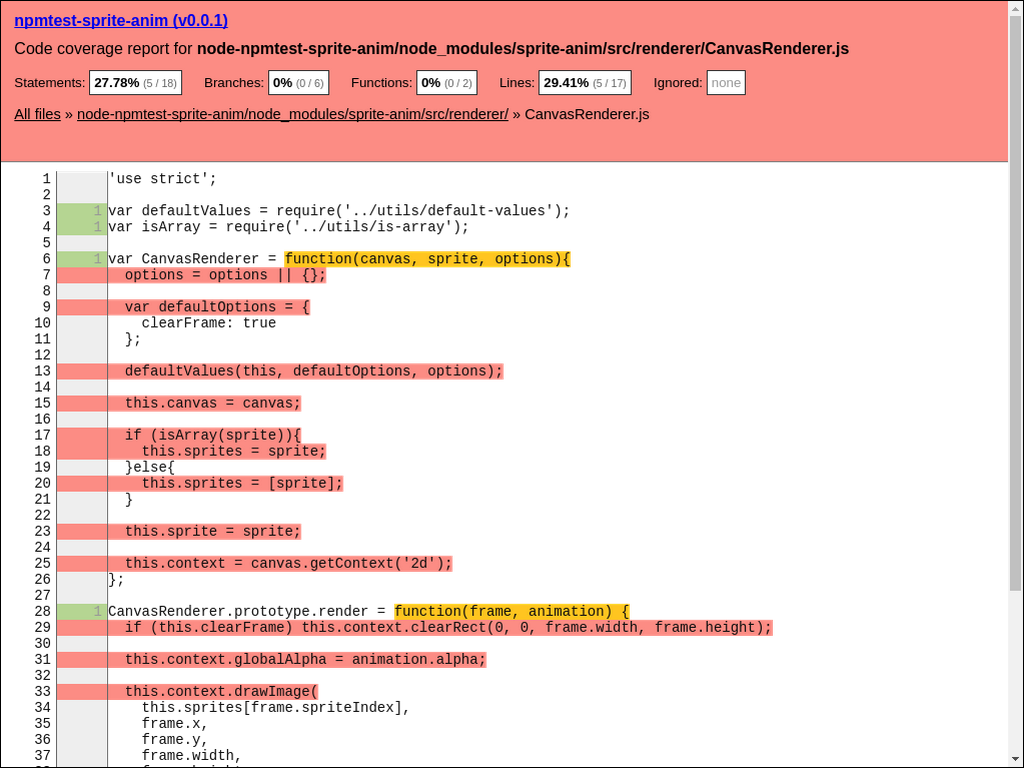 npmtest-sprite-anim (v0.0.1)
Code coverage report for node-npmtest-sprite-anim/node_modules/sprite-anim/src/renderer/CanvasRenderer.js
Statements: 27.78% (5 / 18) Branches: 0% (0 / 6) Functions: 0% (0 / 2) Lines: 29.41% (5 / 17) Ignored: none
All files » node-npmtest-sprite-anim/node_modules/sprite-anim/src/renderer/ » CanvasRenderer.js
1 'use strict';
2
3 1 var defaultValues = require('../utils/default-values');
4 1 var isArray = require('../utils/is-array');
5
6 1 var CanvasRenderer = function(canvas, sprite, options){
7 options = options || {};
8
9 var defaultOptions = {
10 clearFrame: true
11 };
12
13 defaultValues(this, defaultOptions, options);
14
15 this.canvas = canvas;
16
17 if (isArray(sprite)){
18 this.sprites = sprite;
19 }else{
20 this.sprites = [sprite];
21 }
22
23 this.sprite = sprite;
24
25 this.context = canvas.getContext('2d');
26 };
27
28 1 CanvasRenderer.prototype.render = function(frame, animation) {
29 if (this.clearFrame) this.context.clearRect(0, 0, frame.width, frame.height);
30
31 this.context.globalAlpha = animation.alpha;
32
33 this.context.drawImage(
34 this.sprites[frame.spriteIndex],
35 frame.x,
36 frame.y,
37 frame.width,